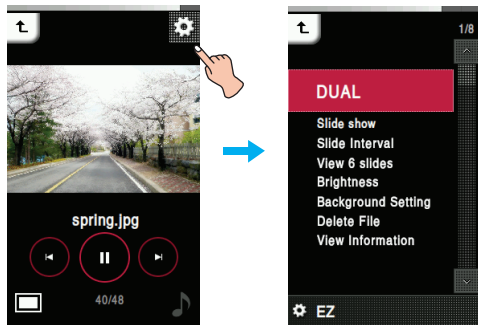 spring.jpg
40/48
1/8
DUAL
Slide show
Slide Interval
View 6 slides
Brightness
Background Setting
Delete File
View Information
EZ